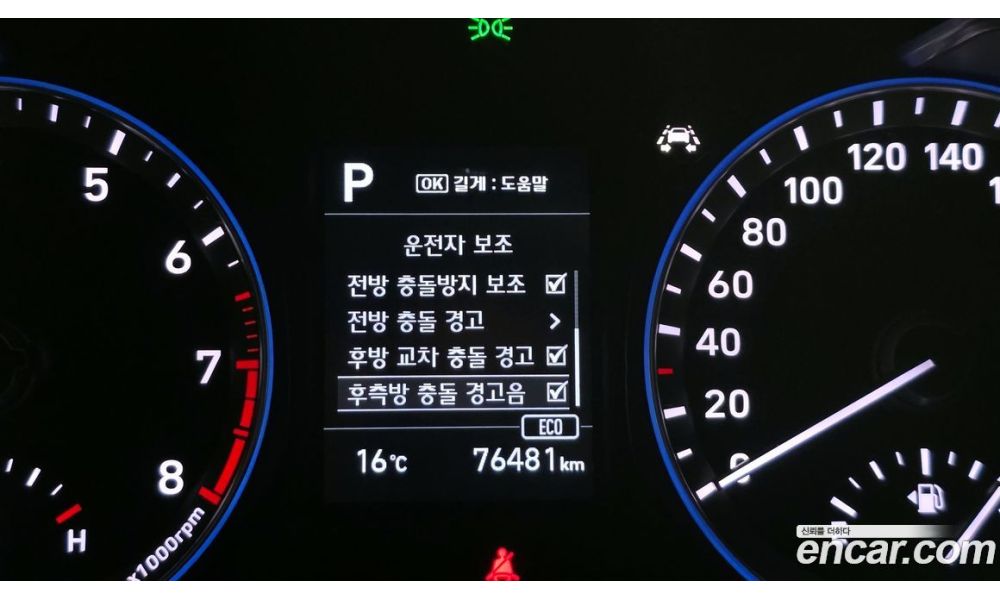 P
OK 길게 : 도움말
운전자 보조
전방 충돌방지 보조
전방 충돌 경고
후방 교차 충돌 경고
후측방 충돌 경고음
ECO
16℃
76481km
5
6
7
8
x1000rpm
H
0
20
40
60
80
100
120
140
신뢰를 더하다
encar.com